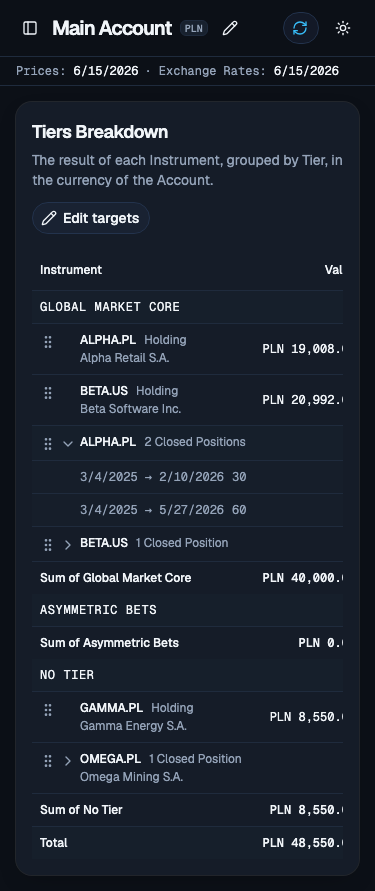 Main Account PLN
Prices: 6/15/2026 · Exchange Rates: 6/15/2026
Tiers Breakdown
The result of each Instrument, grouped by Tier, in
the currency of the Account.
Edit targets
Instrument Val
GLOBAL MARKET CORE
ALPHA.PL Holding
Alpha Retail S.A.
PLN 19,008.
BETA.US Holding
Beta Software Inc.
PLN 20,992.
ALPHA.PL 2 Closed Positions
3/4/2025 → 2/10/2026 30
3/4/2025 → 5/27/2026 60
BETA.US 1 Closed Position
Sum of Global Market Core PLN 40,000.
ASYMMETRIC BETS
Sum of Asymmetric Bets PLN 0.
NO TIER
GAMMA.PL Holding
Gamma Energy S.A.
PLN 8,550.
OMEGA.PL 1 Closed Position
Omega Mining S.A.
Sum of No Tier PLN 8,550.
Total PLN 48,550.